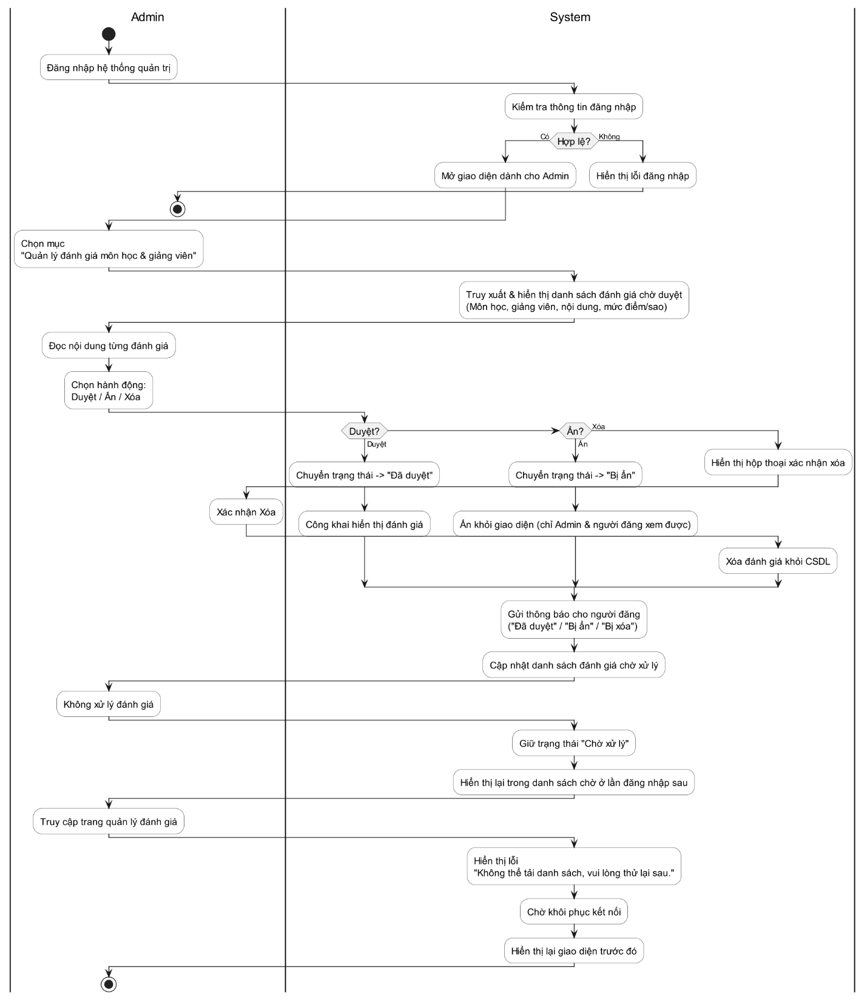 Admin
System
Đăng nhập hệ thống quản trị
Kiểm tra thông tin đăng nhập
Có
Hợp lệ?
Không
Mở giao diện dành cho Admin
Hiển thị lỗi đăng nhập
Chọn mục
"Quản lý đánh giá môn học & giảng viên"
Truy xuất & hiển thị danh sách đánh giá chờ duyệt
(Môn học, giảng viên, nội dung, mức điểm/sao)
Đọc nội dung từng đánh giá
Chọn hành động:
Duyệt / Ẩn / Xóa
Duyệt?
Duyệt
Ẩn?
Ẩn
Xóa
Hiển thị hộp thoại xác nhận xóa
Chuyển trạng thái -> "Đã duyệt"
Chuyển trạng thái -> "Bị ẩn"
Xác nhận Xóa
Công khai hiển thị đánh giá
Ẩn khỏi giao diện (chỉ Admin & người đăng xem được)
Xóa đánh giá khỏi CSDL
Gửi thông báo cho người đăng
("Đã duyệt" / "Bị ẩn" / "Bị xóa")
Cập nhật danh sách đánh giá chờ xử lý
Không xử lý đánh giá
Giữ trạng thái "Chờ xử lý"
Hiển thị lại trong danh sách chờ ở lần đăng nhập sau
Truy cập trang quản lý đánh giá
Hiển thị lỗi
"Không thể tải danh sách, vui lòng thử lại sau."
Chờ khôi phục kết nối
Hiển thị lại giao diện trước đó